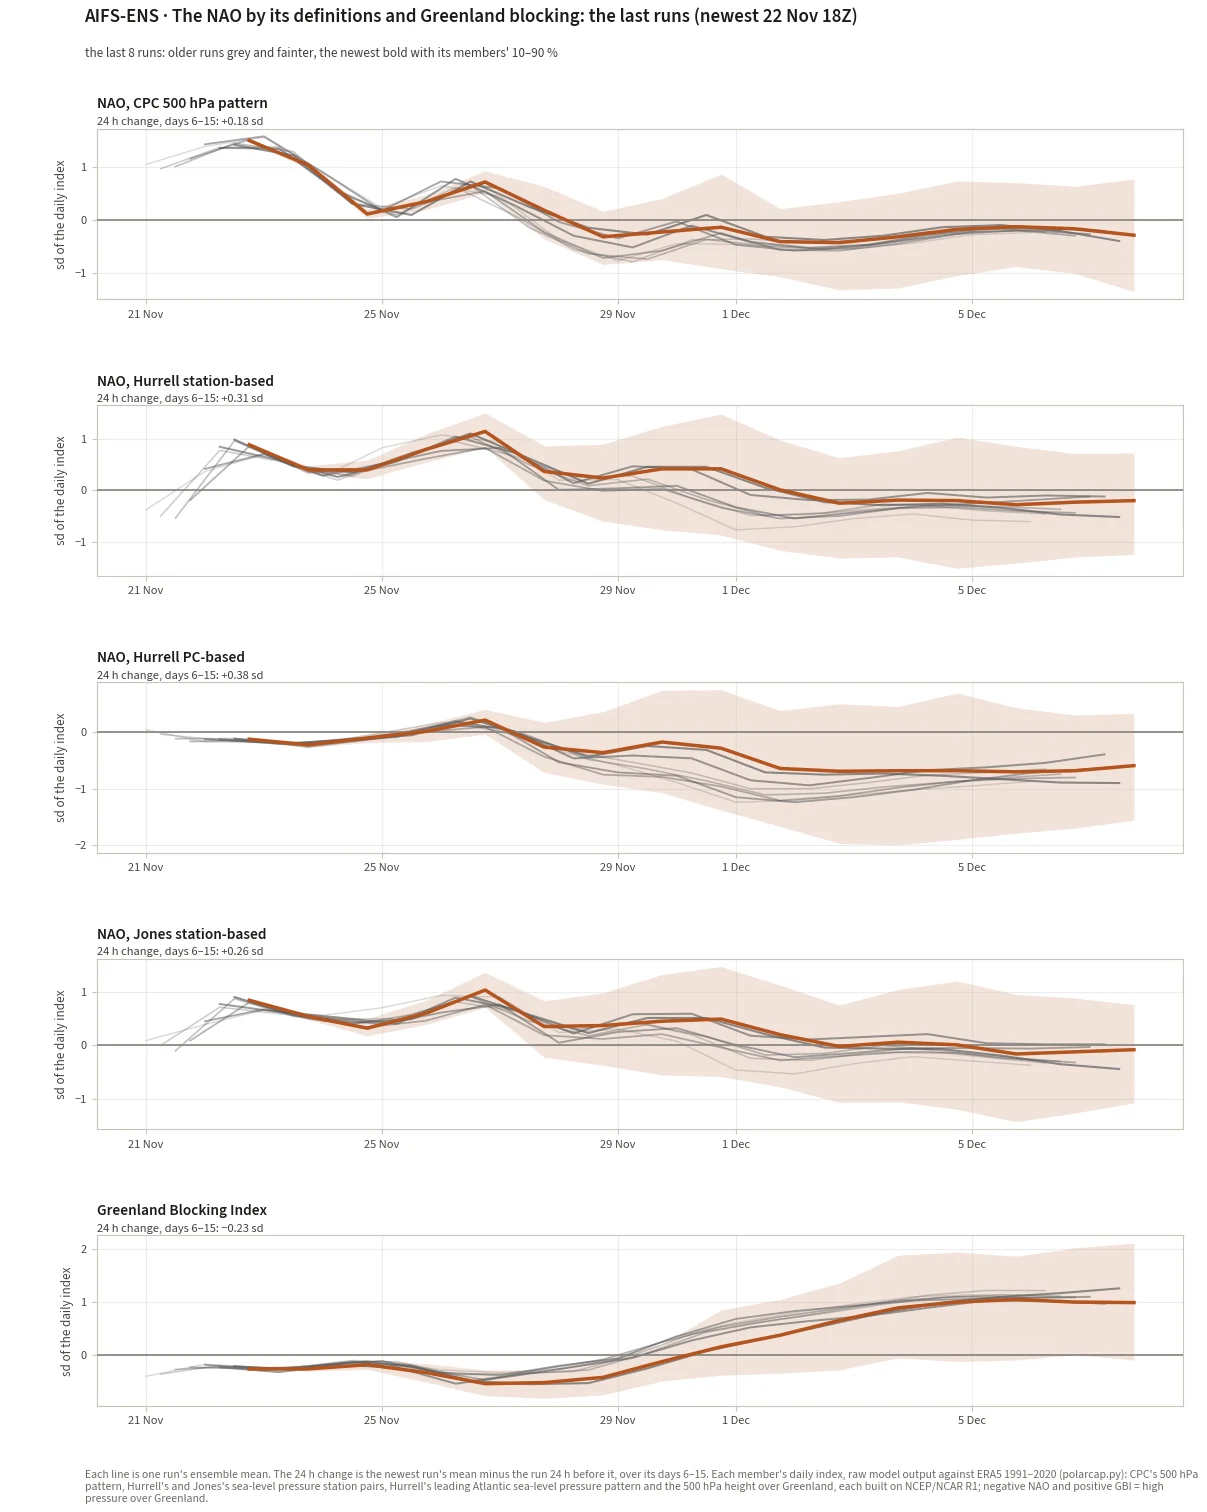 AIFS-ENS · The NAO by its definitions and Greenland blocking: the last runs (newest 22 Nov 18Z)
the last 8 runs: older runs grey and fainter, the newest bold with its members' 10–90 %
NAO, CPC 500 hPa pattern
24 h change, days 6–15: +0.18 sd
sd of the daily index
1
0
−1
21 Nov
25 Nov
29 Nov
1 Dec
5 Dec
NAO, Hurrell station-based
24 h change, days 6–15: +0.31 sd
sd of the daily index
1
0
−1
21 Nov
25 Nov
29 Nov
1 Dec
5 Dec
NAO, Hurrell PC-based
24 h change, days 6–15: +0.38 sd
sd of the daily index
0
−1
−2
21 Nov
25 Nov
29 Nov
1 Dec
5 Dec
NAO, Jones station-based
24 h change, days 6–15: +0.26 sd
sd of the daily index
1
0
−1
21 Nov
25 Nov
29 Nov
1 Dec
5 Dec
Greenland Blocking Index
24 h change, days 6–15: −0.23 sd
sd of the daily index
2
1
0
21 Nov
25 Nov
29 Nov
1 Dec
5 Dec
Each line is one run's ensemble mean. The 24 h change is the newest run's mean minus the run 24 h before it, over its days 6–15. Each member's daily index, raw model output against ERA5 1991–2020 (polarcap.py): CPC's 500 hPa
pattern, Hurrell's and Jones's sea-level pressure station pairs, Hurrell's leading Atlantic sea-level pressure pattern and the 500 hPa height over Greenland, each built on NCEP/NCAR R1; negative NAO and positive GBI = high
pressure over Greenland.